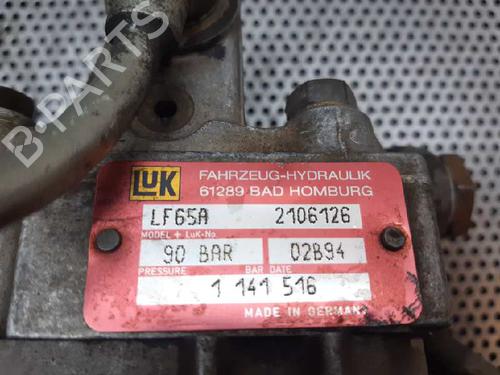 B-PARTS
LUK
FAHRZEUG-HYDRAULIK
61289 BAD HOMBURG
LF65A 2106126
MODEL + LuK-No.
90 BAR 02B94
PRESSURE BAR DATE
1 141 516
MADE IN GERMANY